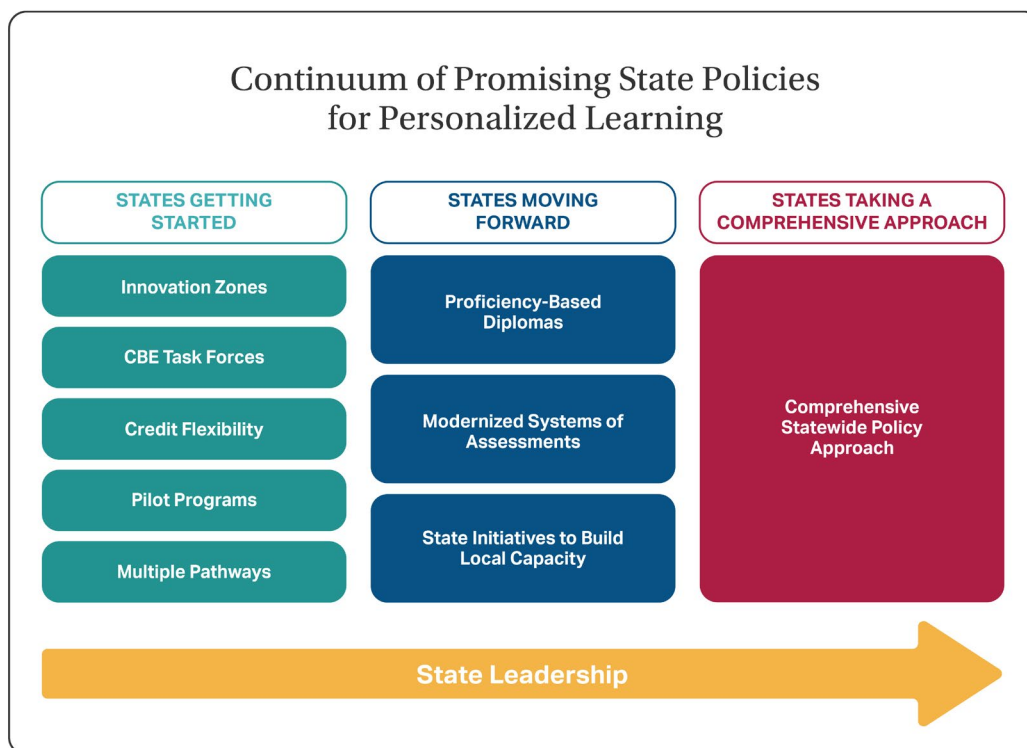 Continuum of Promising State Policies
for Personalized Learning
STATES GETTING
STARTED
Innovation Zones
CBE Task Forces
Credit Flexibility
Pilot Programs
Multiple Pathways
STATES MOVING
FORWARD
Proficiency-Based
Diplomas
Modernized Systems of
Assessments
State Initiatives to Build
Local Capacity
STATES TAKING A
COMPREHENSIVE APPROACH
Comprehensive
Statewide Policy
Approach
State Leadership